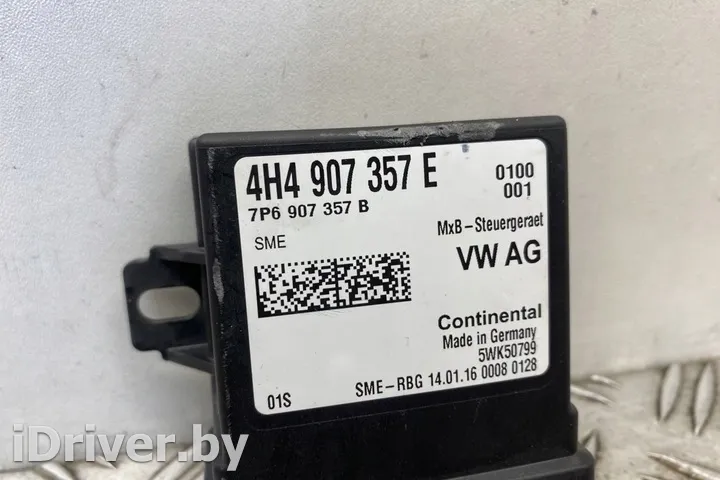 4H4 907 357 E
0100
001
7P6 907 357 B
SME
MxB-Steuergeraet
VW AG
Continental
Made in Germany
5WK50799
SME-RBG 14.01.16 0008 0128
01S
iDriver.by